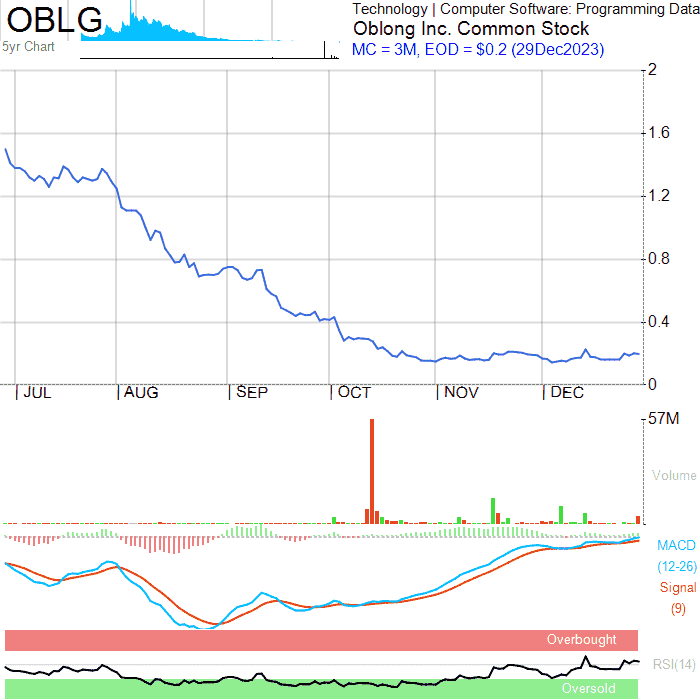 OBLG
5yr Chart
Technology | Computer Software: Programming Data
Oblong Inc. Common Stock
MC = 3M, EOD = $0.2 (29Dec2023)
2
1.6
1.2
0.8
0.4
0
JUL AUG SEP OCT NOV DEC
57M
Volume
MACD
(12-26)
Signal
(9)
Overbought
RSI(14)
Oversold